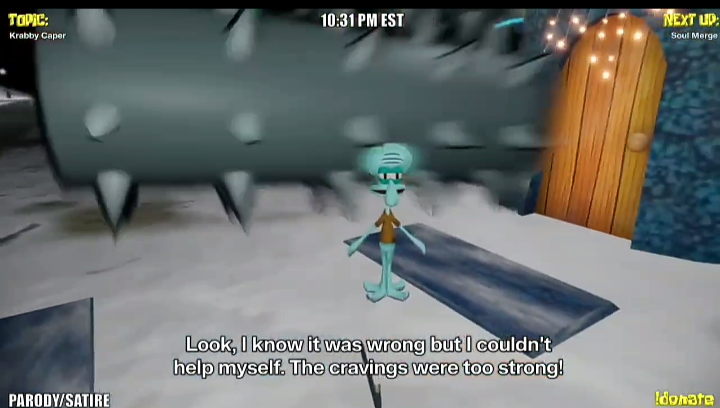 TOPIC:
Krabby Caper
10:31 PM EST
NEXT UP:
Soul Merge
Look, I know it was wrong but I couldn't
help myself. The cravings were too strong!
PARODY/SATIRE
!donate